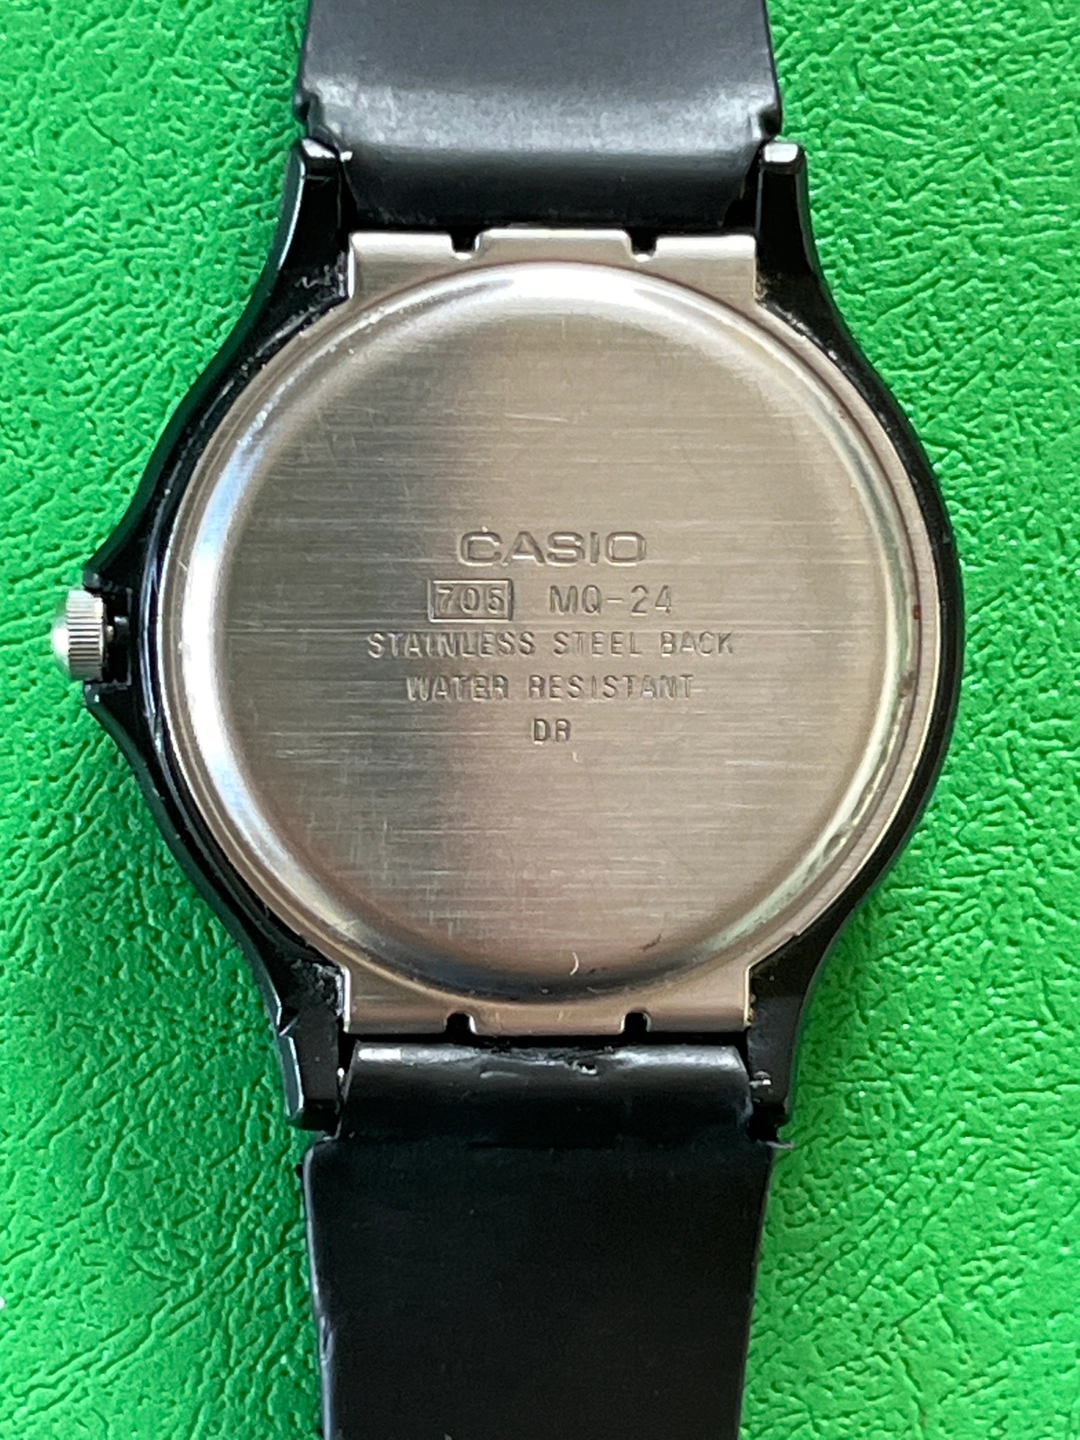 CASIO
705 MQ-24
STAINLESS STEEL BACK
WATER RESISTANT
DR